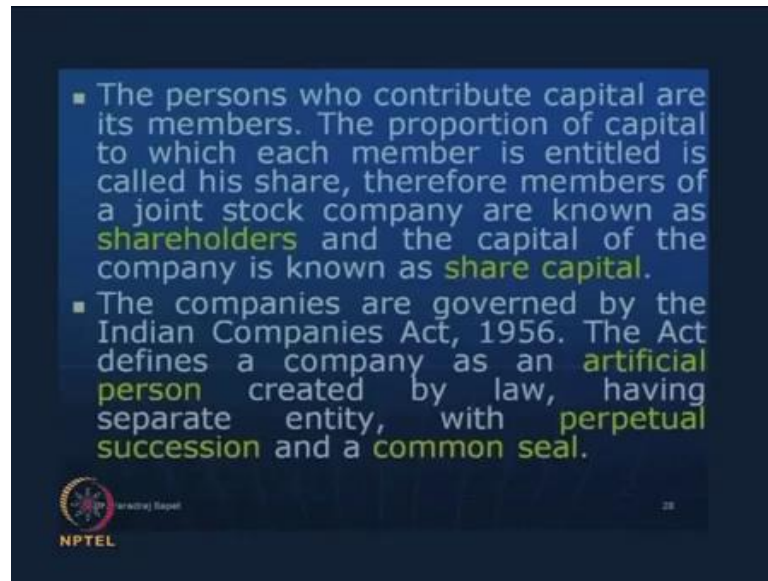 The persons who contribute capital are
its members. The proportion of capital
to which each member is entitled is
called his share, therefore members of
a joint stock company are known as
shareholders and the capital of the
company is known as share capital.
The companies are governed by the
Indian Companies Act, 1956. The Act
defines a company as an artificial
person created by law, having
separate entity, with perpetual
succession and a common seal.
Bapat
28
NPTEL